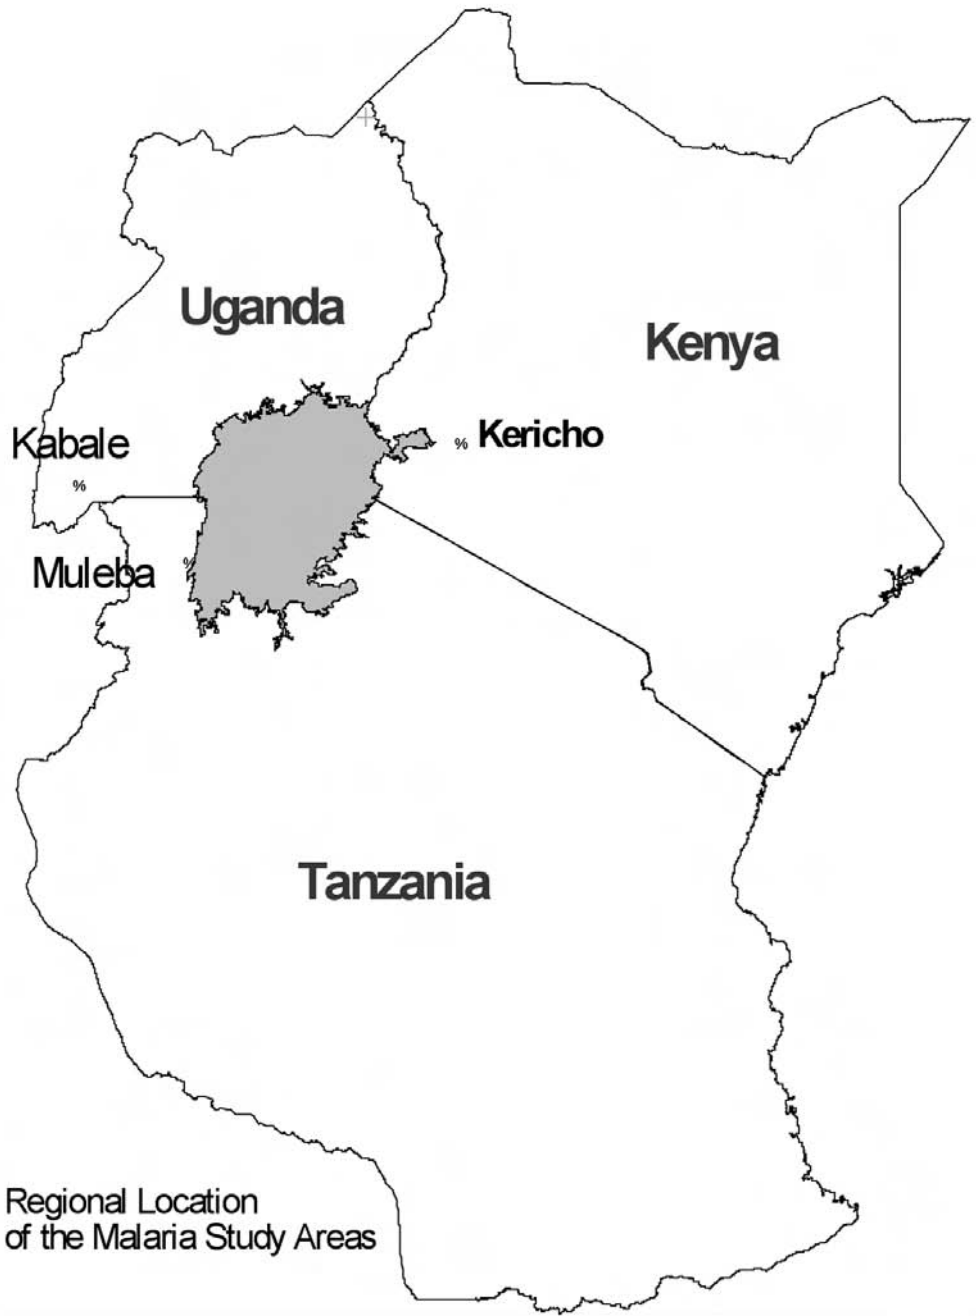 Uganda
Kenya
Kabale
%
% Kericho
Muleba
%
Tanzania
Regional Location
of the Malaria Study Areas